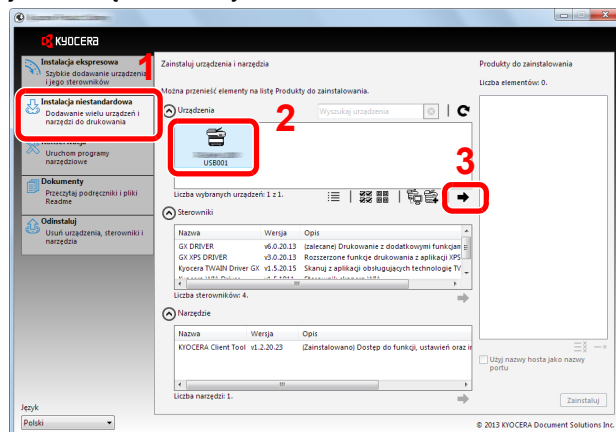 KYOCERA
Instalacja ekspresowa
Szybkie dodawanie urządzenia
i jego sterowników
1
Instalacja niestandardowa
Dodawanie wielu urządzeń i
narzędzi do drukowania
Uruchom programy
narzędziowe
Dokumenty
Przeczytaj podręczniki i pliki
Readme
Odinstaluj
Usuń urządzenia, sterowniki i
narzędzia
Język
Polski
Zainstaluj urządzenia i narzędzia
Można przenieść elementy na listę Produkty do zainstalowania.
Urządzenia
Wyszukaj urządzenia
2
USB001
3
Liczba wybranych urządzeń: 1 z 1.
Sterowniki
Nazwa Wersja Opis
GX DRIVER v6.0.20.13 (zalecane) Drukowanie z dodatkowymi funkcjam
GX XPS DRIVER v3.0.20.13 Rozszerzone funkcje drukowania z aplikacji XPS
Kyocera TWAIN Driver GX v1.5.20.15 Skanuj z aplikacji obsługujących technologię TV
Liczba sterowników: 4.
Narzędzie
Nazwa Wersja Opis
KYOCERA Client Tool v1.2.20.23 (Zainstalowano) Dostęp do funkcji, ustawień oraz in
Liczba narzędzi: 1.
Produkty do zainstalowania
Liczba elementów: 0.
Użyj nazwy hosta jako nazwy
portu
Zainstaluj
© 2013 KYOCERA Document Solutions Inc.